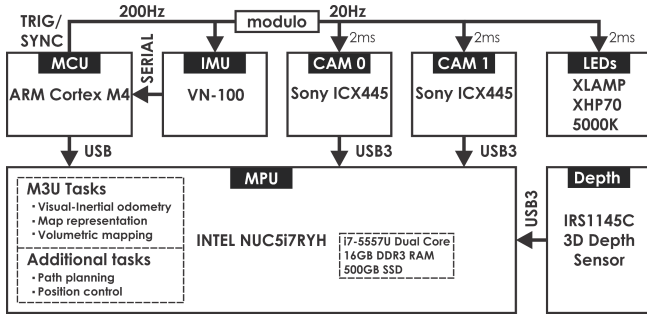 TRIG/
SYNC
200Hz
modulo
20Hz
2ms
2ms
2ms
MCU
ARM Cortex M4
SERIAL
IMU
VN-100
CAM 0
Sony ICX445
CAM 1
Sony ICX445
LEDs
XLAMP
XHP70
5000K
USB
USB3
USB3
MPU
M3U Tasks
· Visual-Inertial odometry
· Map representation
· Volumetric mapping
Additional tasks
· Path planning
· Position control
INTEL NUC5i7RYH
i7-5557U Dual Core
16GB DDR3 RAM
500GB SSD
USB3
Depth
IRS1145C
3D Depth
Sensor